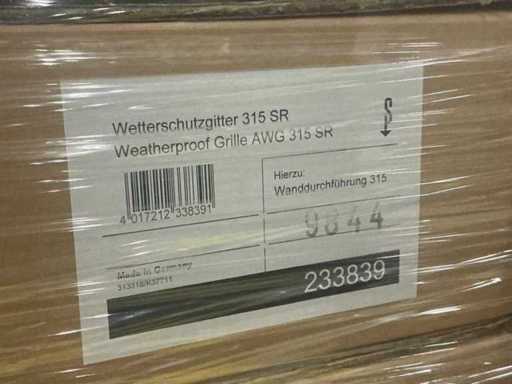 Wetterschutzgitter 315 SR
Weatherproof Grille AWG 315 SR
4 017212 338391
Hierzu:
Wanddurchführung 315
9844
Made in Germany
233839